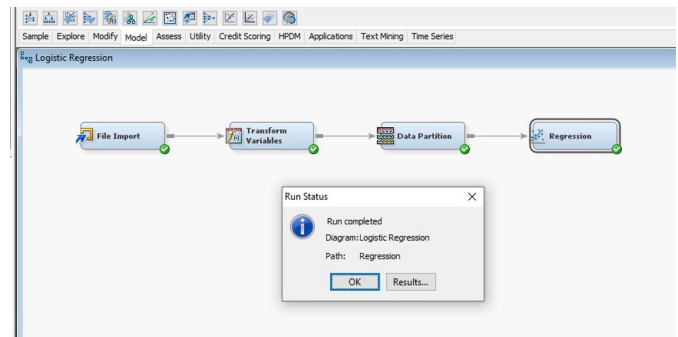 Sample Explore Modify Model Assess Utility Credit Scoring HPDM Applications Text Mining Time Series
Logistic Regression
File Import
Transform
Variables
Data Partition
Regression
Run Status
Run completed
Diagram:Logistic Regression
Path: Regression
OK Results...